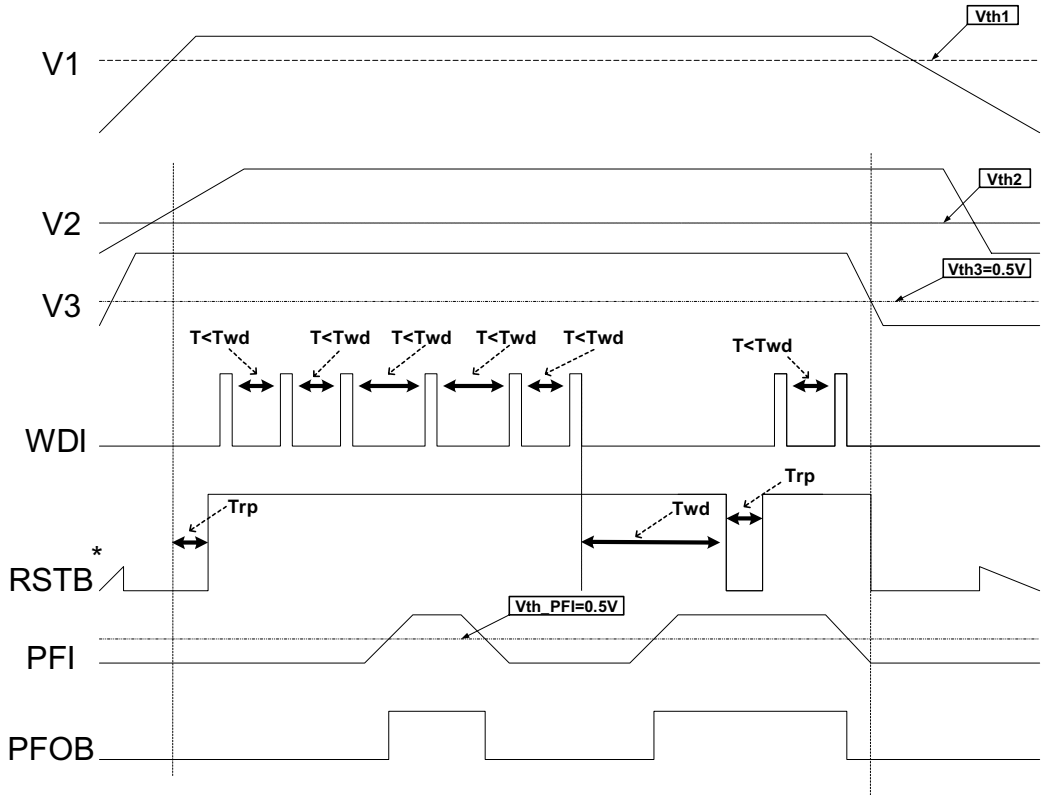 Vth1
V1
Vth2
V2
Vth3=0.5V
V3
T<Twd T<Twd T<Twd T<Twd T<Twd T<Twd
WDI
Trp
Trp Twd
*
RSTB
Vth_PFI=0.5V
PFI
PFOB